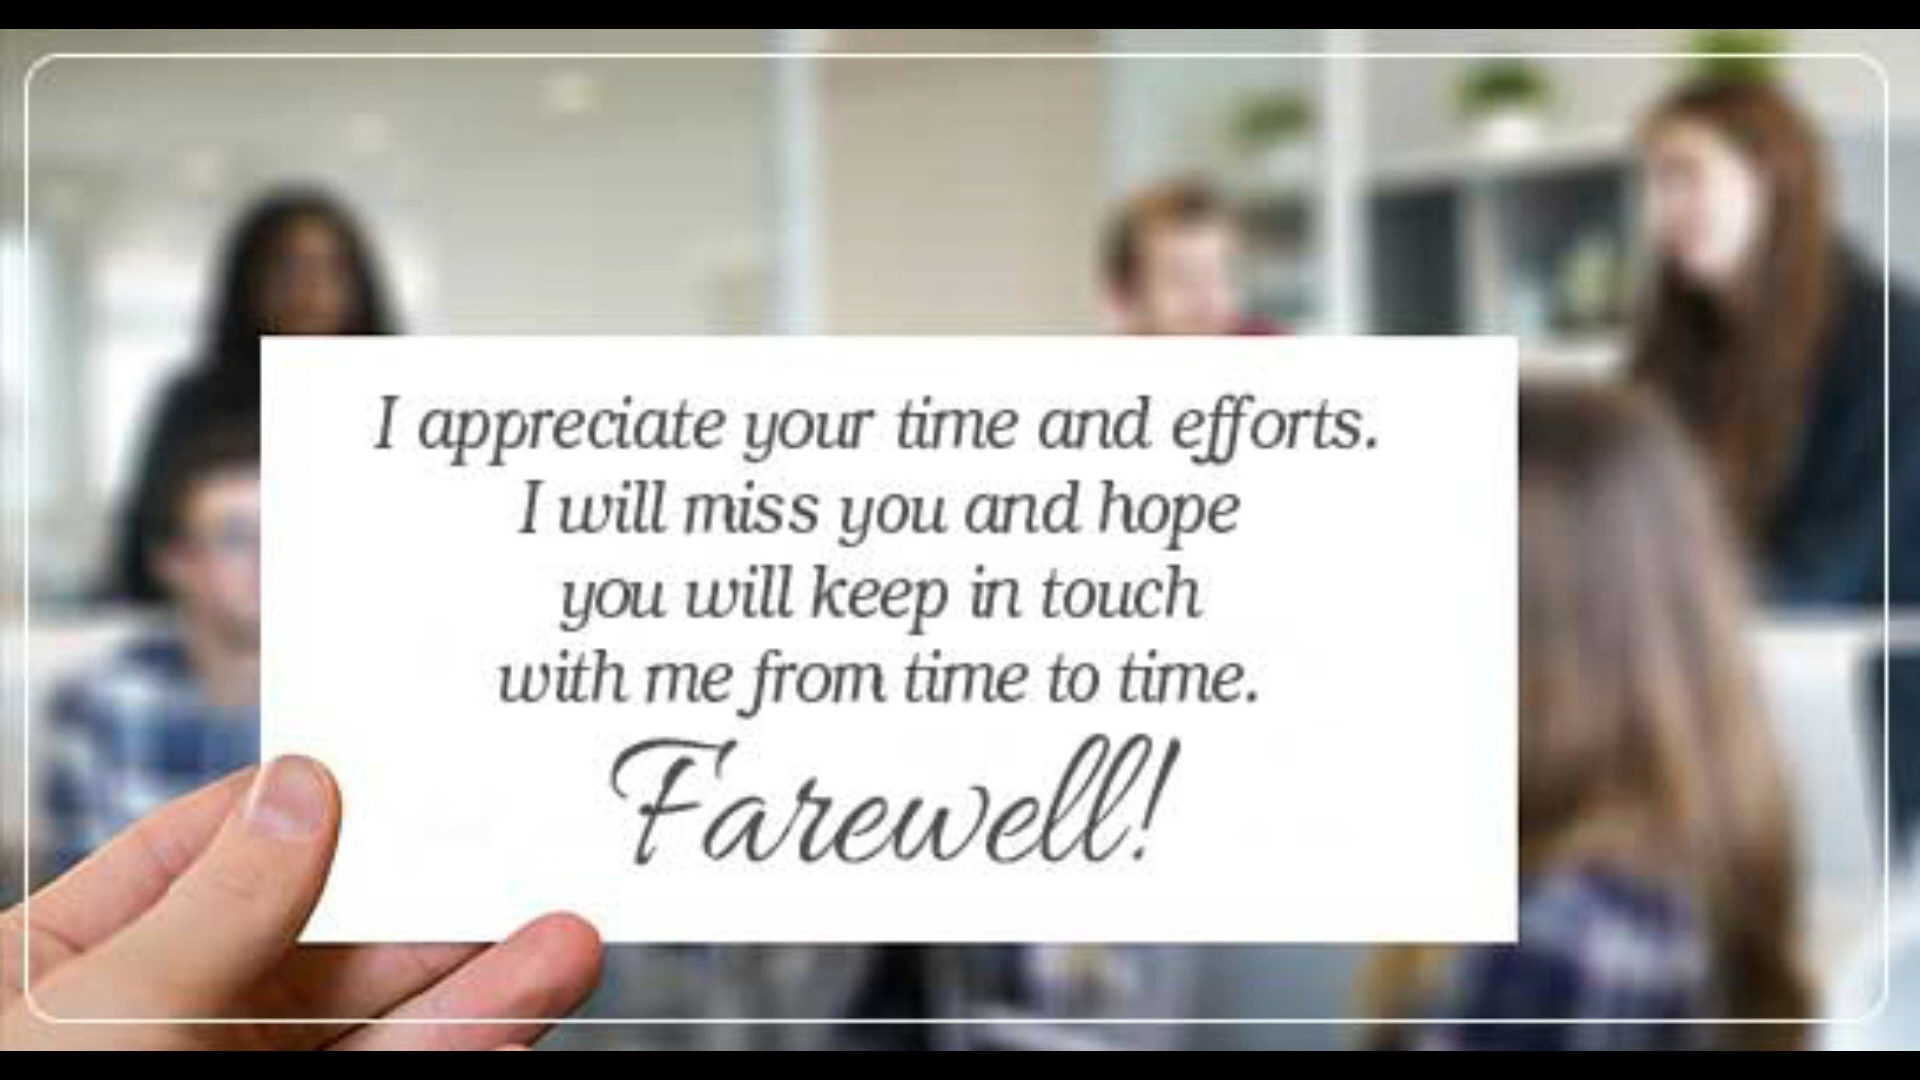 I appreciate your time and efforts.
I will miss you and hope
you will keep in touch
with me from time to time.
Farewell!